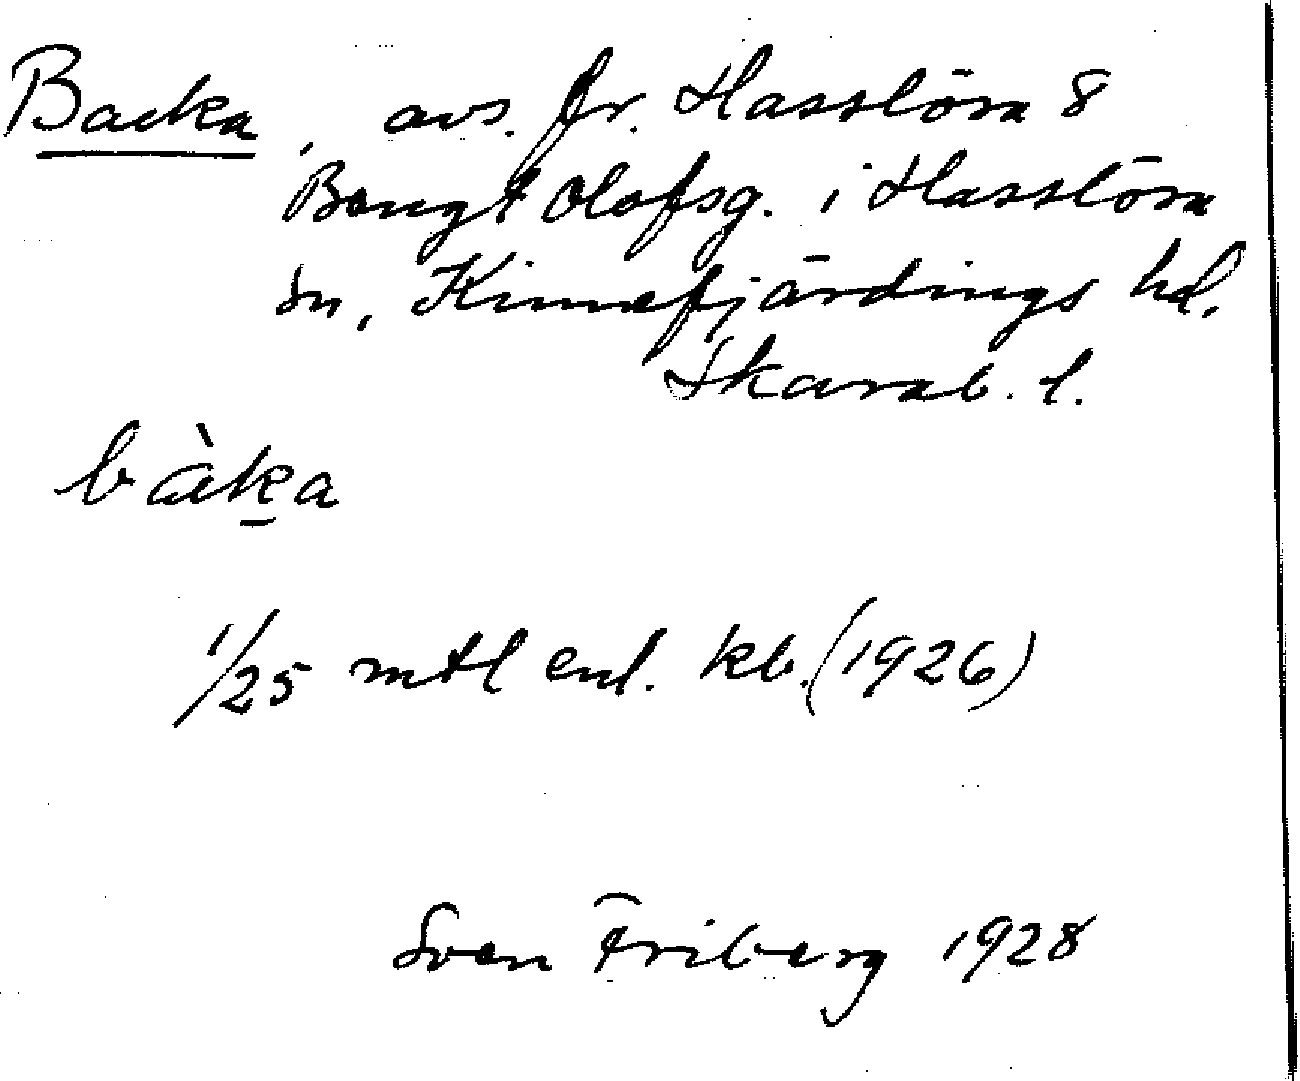 Backa, avs. fr. Hasslösa 8
Bengt Olofsg. i Hasslösa
sn, Kinnefjärdings hd.
Skarab. l.
bàka
1/25 mtl enl. kb. (1926)
Sven Friberg 1928